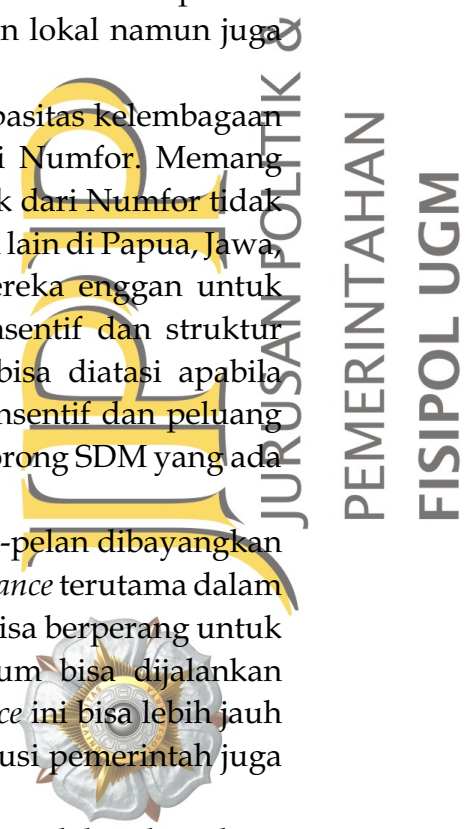 n lokal namun juga
pasitas kelembagaan
i Numfor. Memang
k dari Numfor tidak
lain di Papua, Jawa,
ereka enggan untuk
nsentif dan struktur
bisa diatasi apabila
nsentif dan peluang
orong SDM yang ada
-pelan dibayangkan
ance terutama dalam
isa berperang untuk
um bisa dijalankan
ce ini bisa lebih jauh
usi pemerintah juga
JPP
JURUSAN POLITIK &
PEMERINTAHAN
FISIPOL UGM